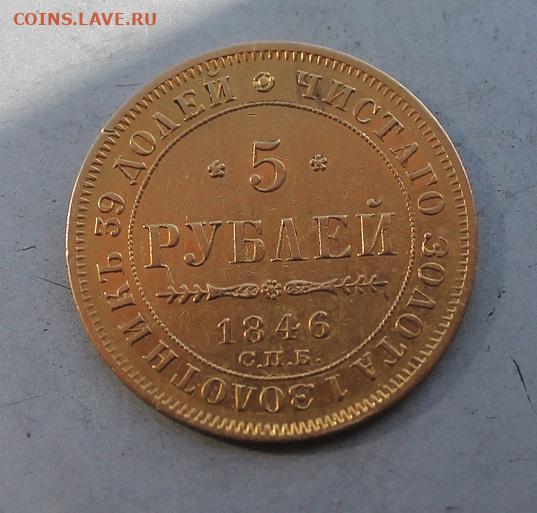 COINS.LAVE.RU
ЧИСТАГО ЗОЛОТА 1 ЗОЛОТНИКЪ 39 ДОЛЕЙ
5
РУБЛЕЙ
1846
С.П.Б.